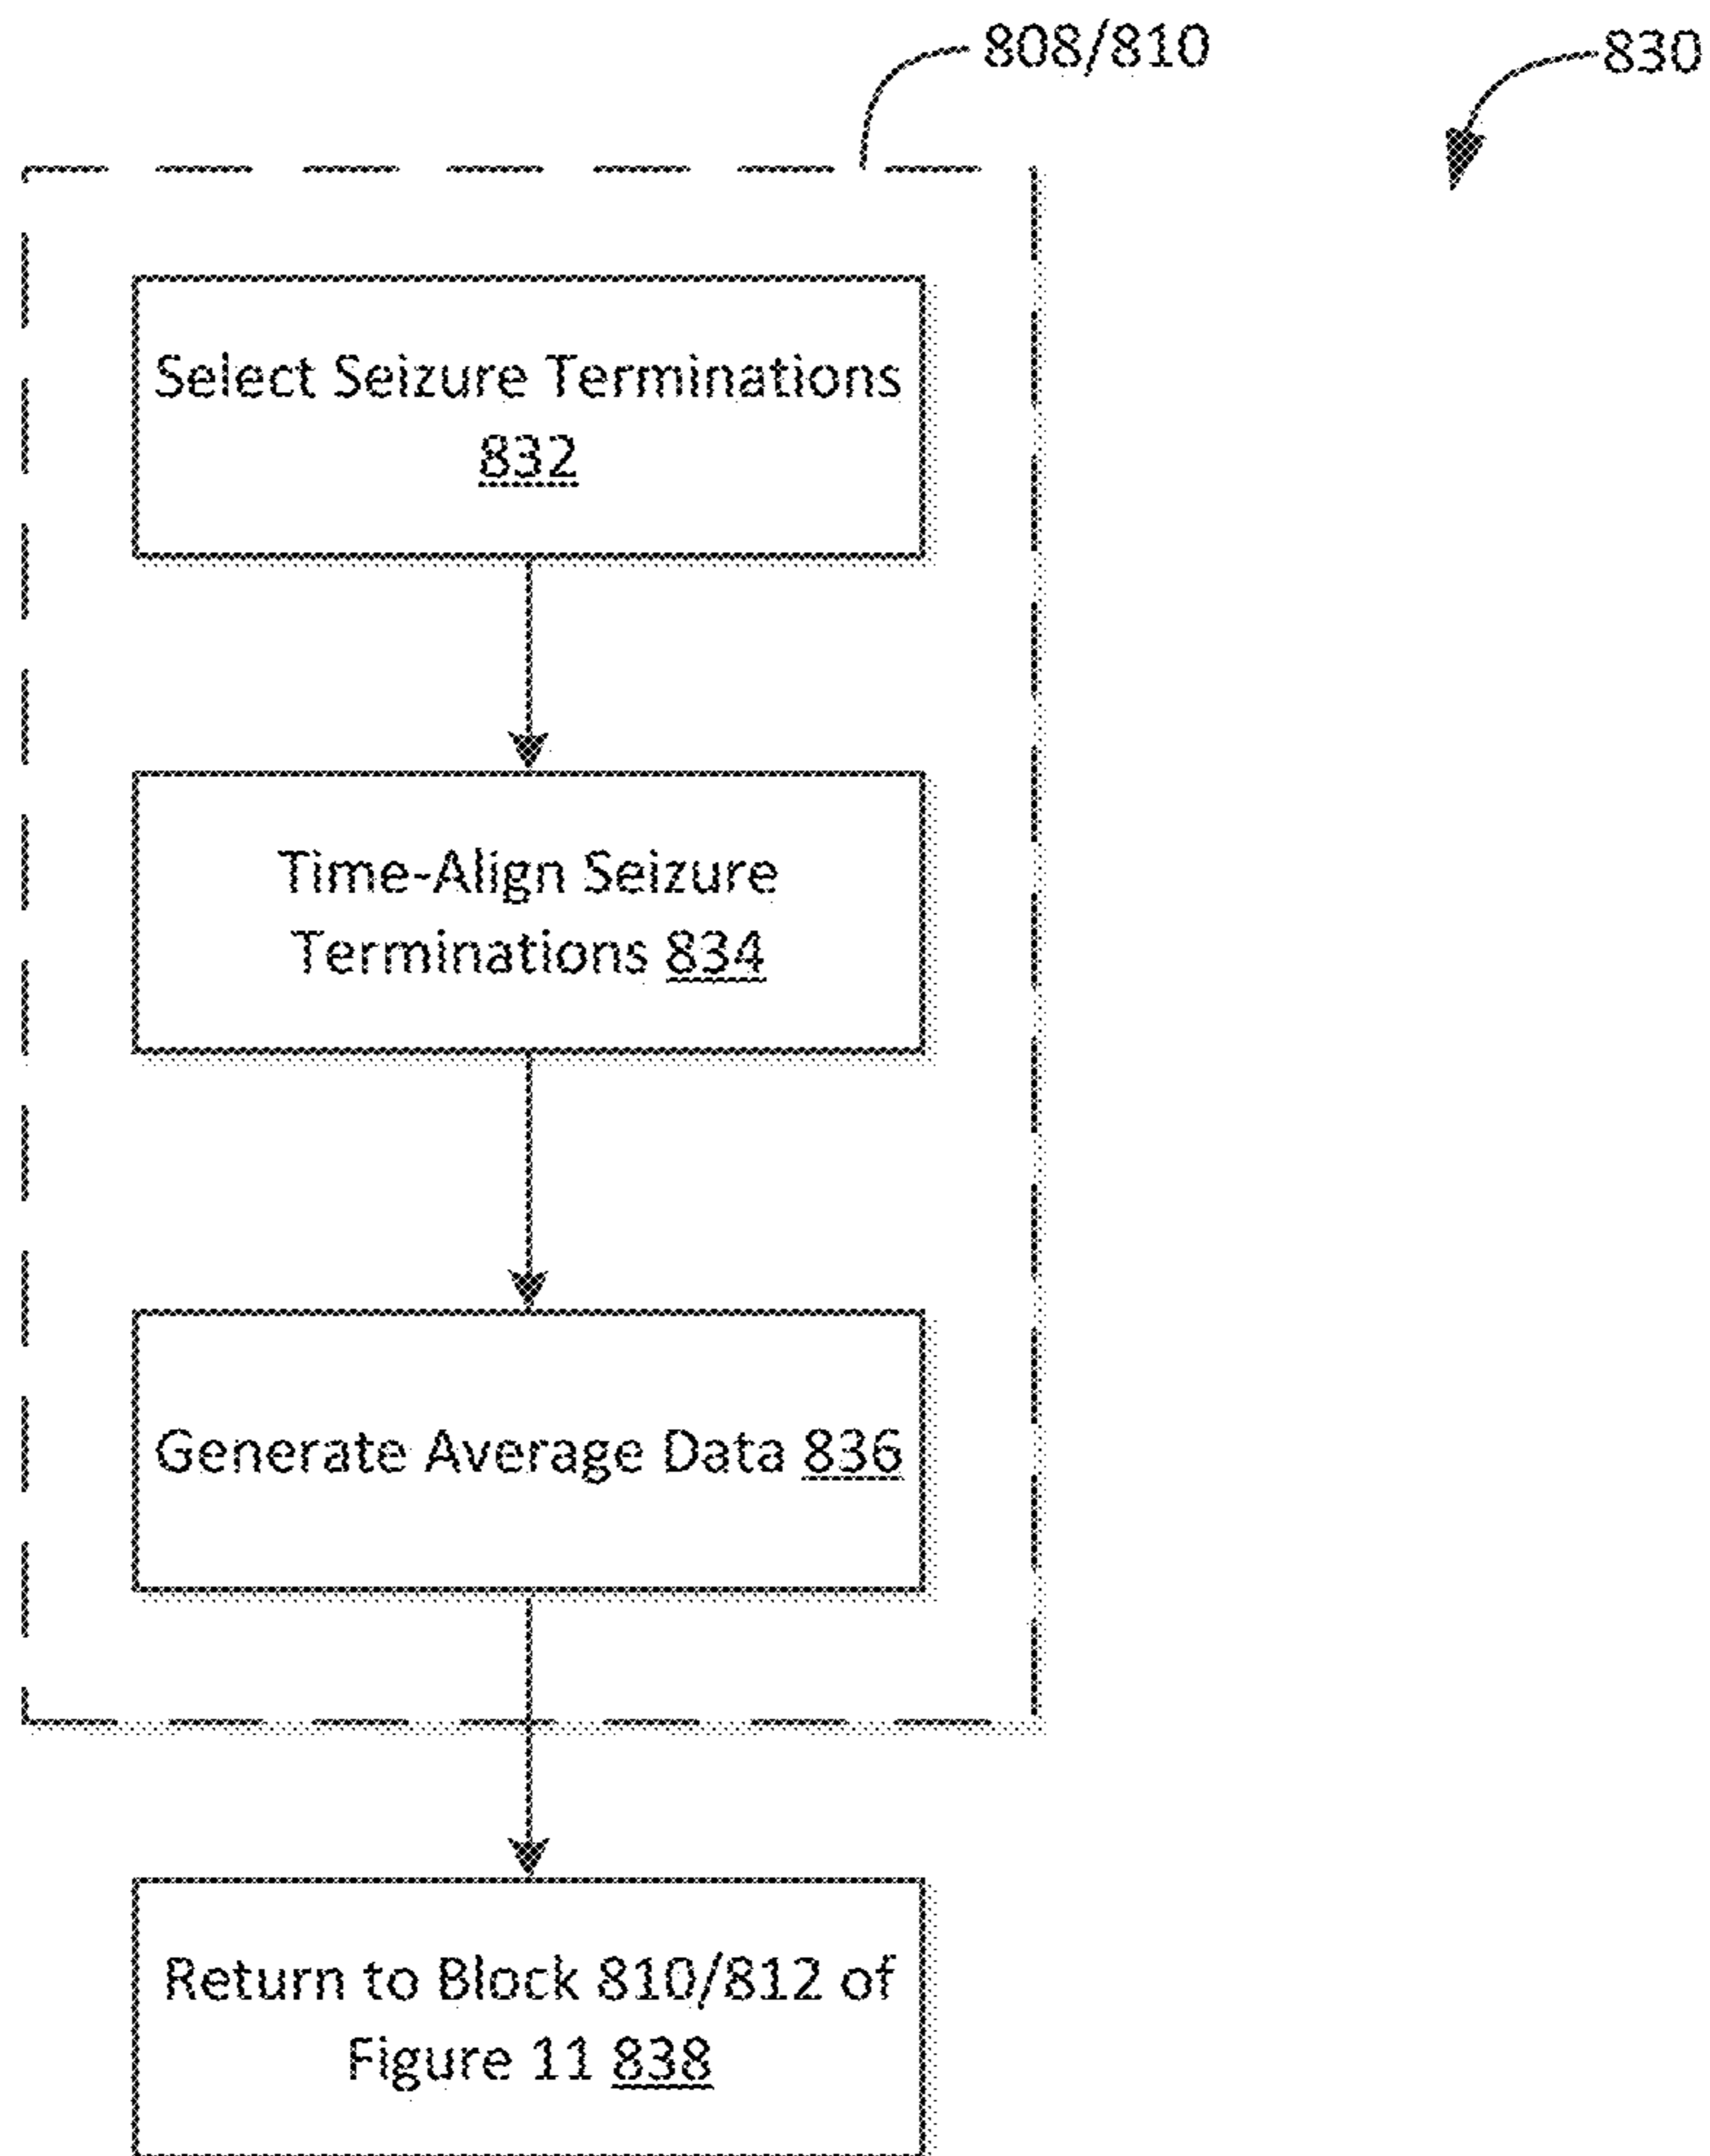 808/810
830
Select Seizure Terminations
832
Time-Align Seizure
Terminations 834
Generate Average Data 836
Return to Block 810/812 of
Figure 11 838